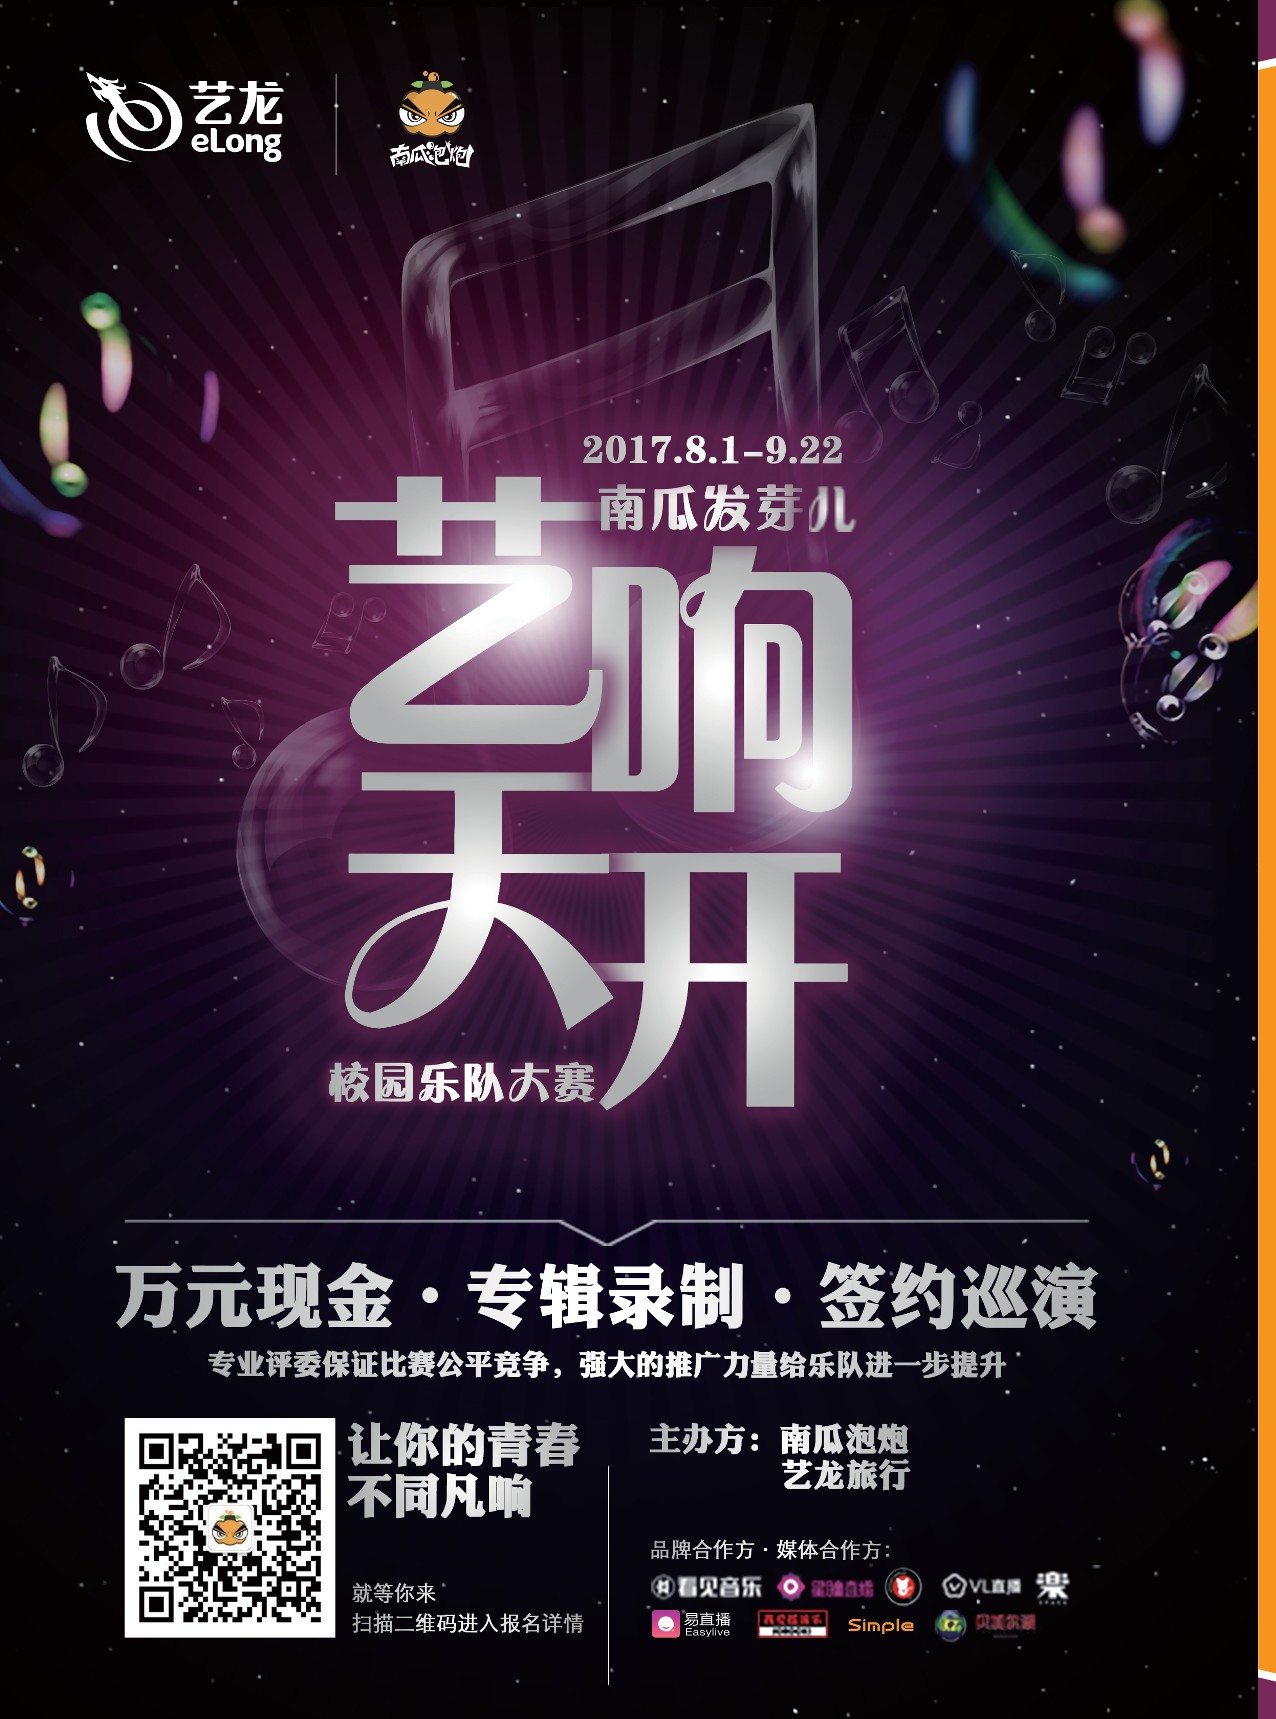 艺龙
eLong
南瓜泡炮
2017.8.1-9.22
南瓜发芽儿
艺响
天开
校园乐队大赛
万元现金·专辑录制·签约巡演
专业评委保证比赛公平竞争，强大的推广力量给乐队进一步提升
让你的青春
不同凡响
就等你来
扫描二维码进入报名详情
主办方：南瓜泡炮
艺龙旅行
品牌合作方·媒体合作方：
看见音乐 VL直播 楽
易直播
Easylive
Simple